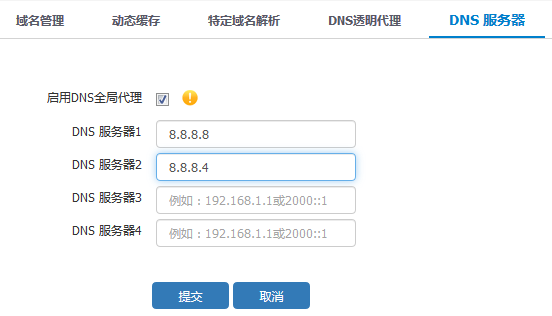 域名管理 动态缓存 特定域名解析 DNS透明代理 DNS 服务器
启用DNS全局代理
DNS 服务器1 8.8.8.8
DNS 服务器2 8.8.8.4
DNS 服务器3 例如：192.168.1.1或2000::1
DNS 服务器4 例如：192.168.1.1或2000::1
提交 取消